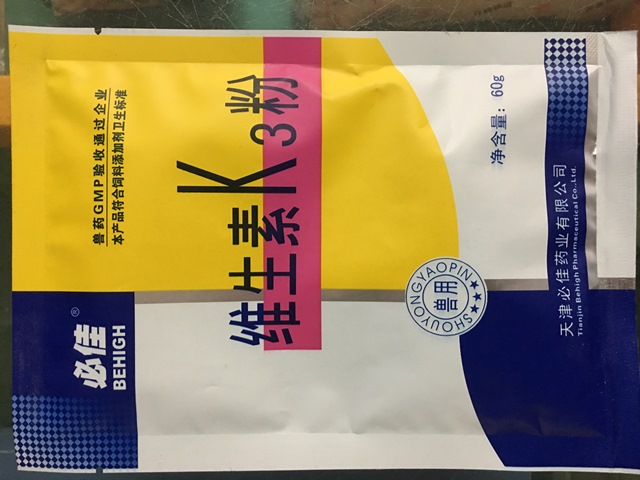 必佳®
BEHIGH
兽药GMP验收通过企业
本产品符合饲料添加剂卫生标准
维生素K3粉
兽用
SHOUYONGYAOPIN
净含量：60g
天津必佳药业有限公司
Tianjin Behigh Pharmaceutical Co.,Ltd.